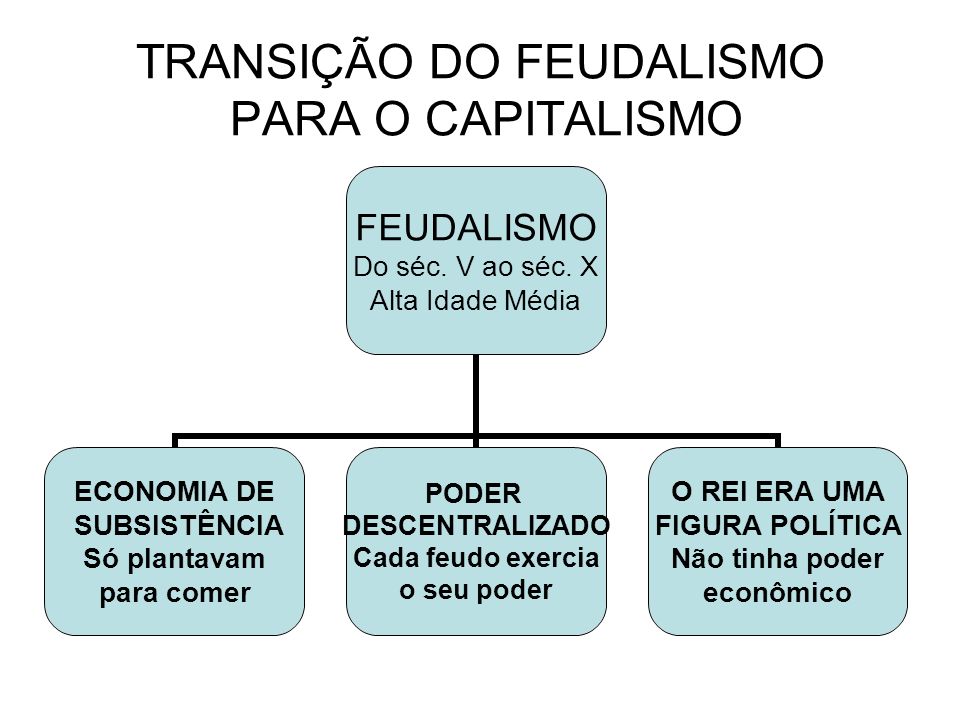 TRANSIÇÃO DO FEUDALISMO
PARA O CAPITALISMO
FEUDALISMO
Do séc. V ao séc. X
Alta Idade Média
ECONOMIA DE
SUBSISTÊNCIA
Só plantavam
para comer
PODER
DESCENTRALIZADO
Cada feudo exercia
o seu poder
O REI ERA UMA
FIGURA POLÍTICA
Não tinha poder
econômico